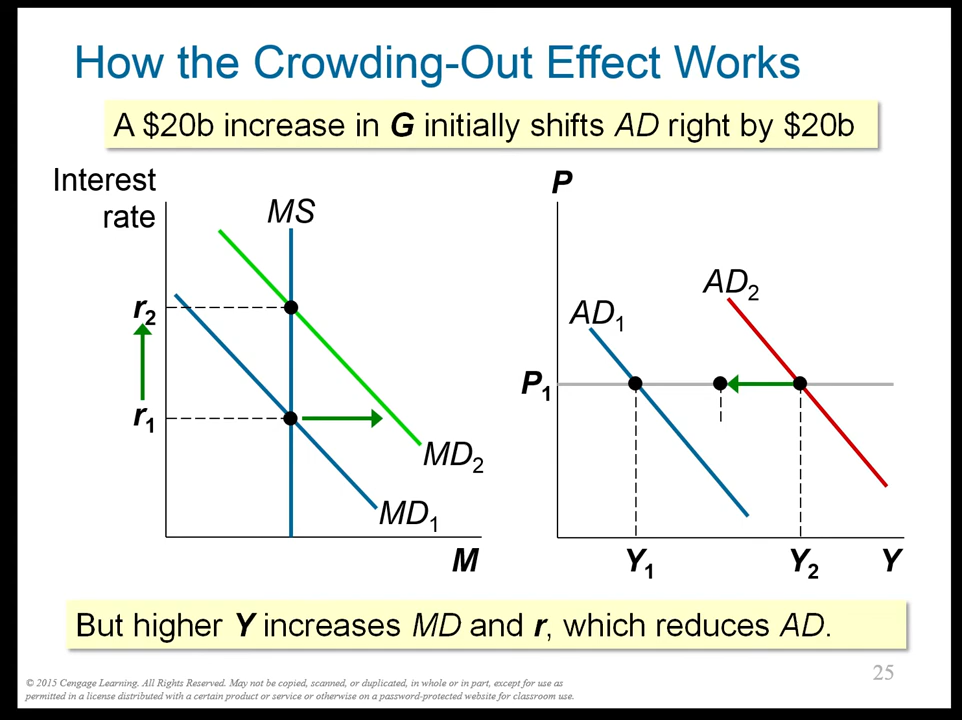 How the Crowding-Out Effect Works
A $20b increase in G initially shifts AD right by $20b
Interest
rate
MS
r2
r1
MD2
MD1
M
P
AD2
AD1
P1
Y1
Y2
Y
But higher Y increases MD and r, which reduces AD.
25
© 2015 Cengage Learning. All Rights Reserved. May not be copied, scanned, or duplicated, in whole or in part, except for use as
permitted in a license distributed with a certain product or service or otherwise on a password-protected website for classroom use.